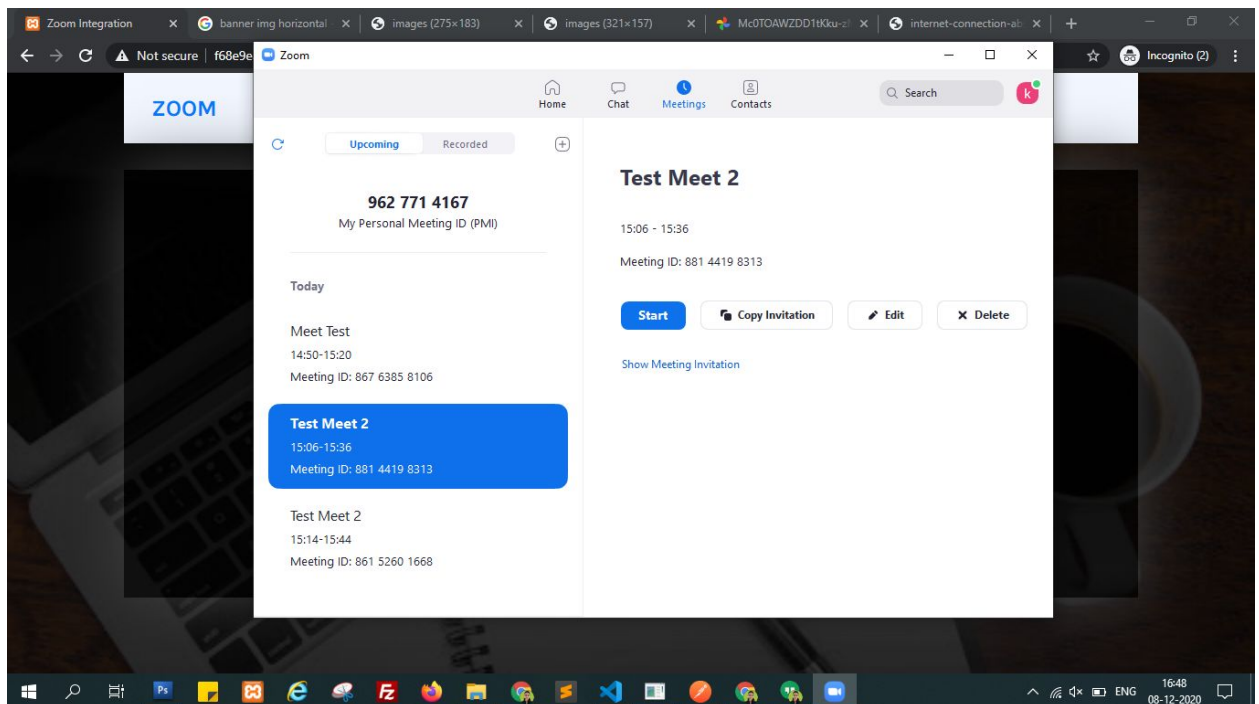 Zoom Integration
banner img horizontal
images (275×183)
images (321×157)
Mc0TOAWZDD1tKku-z
internet-connection-ab
Not secure
f68e9e
Incognito (2)
Zoom
ZOOM
Home
Chat
Meetings
Contacts
Search
k
Upcoming
Recorded
962 771 4167
My Personal Meeting ID (PMI)
Today
Meet Test
14:50-15:20
Meeting ID: 867 6385 8106
Test Meet 2
15:06-15:36
Meeting ID: 881 4419 8313
Test Meet 2
15:14-15:44
Meeting ID: 861 5260 1668
Test Meet 2
15:06 - 15:36
Meeting ID: 881 4419 8313
Start
Copy Invitation
Edit
Delete
Show Meeting Invitation
Ps
Fz
ENG
16:48
08-12-2020